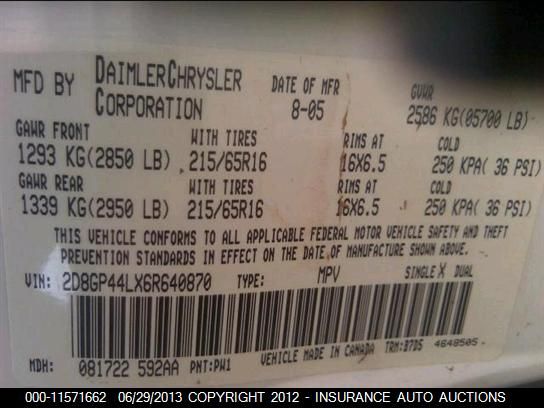 MFD BY DAIMLERCHRYSLER CORPORATION DATE OF MFR 8-05 GVWR 2586 KG(05700 LB)
GAWR FRONT WITH TIRES RIMS AT COLD
1293 KG(2850 LB) 215/65R16 16X6.5 250 KPA( 36 PSI)
GAWR REAR WITH TIRES RIMS AT COLD
1339 KG(2950 LB) 215/65R16 16X6.5 250 KPA( 36 PSI)
THIS VEHICLE CONFORMS TO ALL APPLICABLE FEDERAL MOTOR VEHICLE SAFETY AND THEFT
PREVENTION STANDARDS IN EFFECT ON THE DATE OF MANUFACTURE SHOWN ABOVE.
VIN: 2D8GP44LX6R640870 TYPE: MPV SINGLE X DUAL
MDH: 081722 592AA PNT:PW1 VEHICLE MADE IN CANADA TRM:D7D5 4648505
000-11571662 06/29/2013 COPYRIGHT 2012 - INSURANCE AUTO AUCTIONS